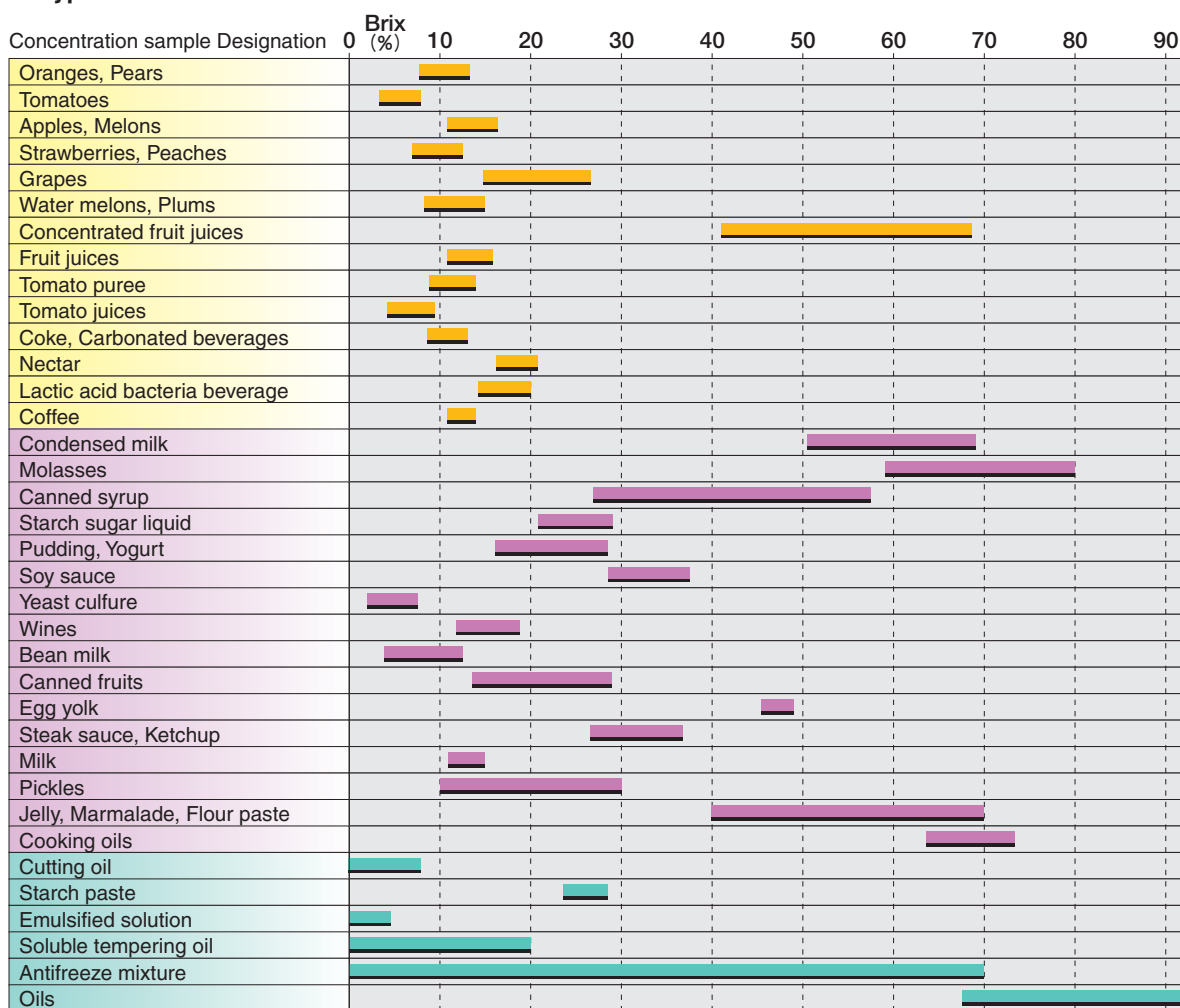 Brix
Concentration sample Designation 0 (%) 10 20 30 40 50 60 70 80 90
Oranges, Pears
Tomatoes
Apples, Melons
Strawberries, Peaches
Grapes
Water melons, Plums
Concentrated fruit juices
Fruit juices
Tomato puree
Tomato juices
Coke, Carbonated beverages
Nectar
Lactic acid bacteria beverage
Coffee
Condensed milk
Molasses
Canned syrup
Starch sugar liquid
Pudding, Yogurt
Soy sauce
Yeast culfure
Wines
Bean milk
Canned fruits
Egg yolk
Steak sauce, Ketchup
Milk
Pickles
Jelly, Marmalade, Flour paste
Cooking oils
Cutting oil
Starch paste
Emulsified solution
Soluble tempering oil
Antifreeze mixture
Oils